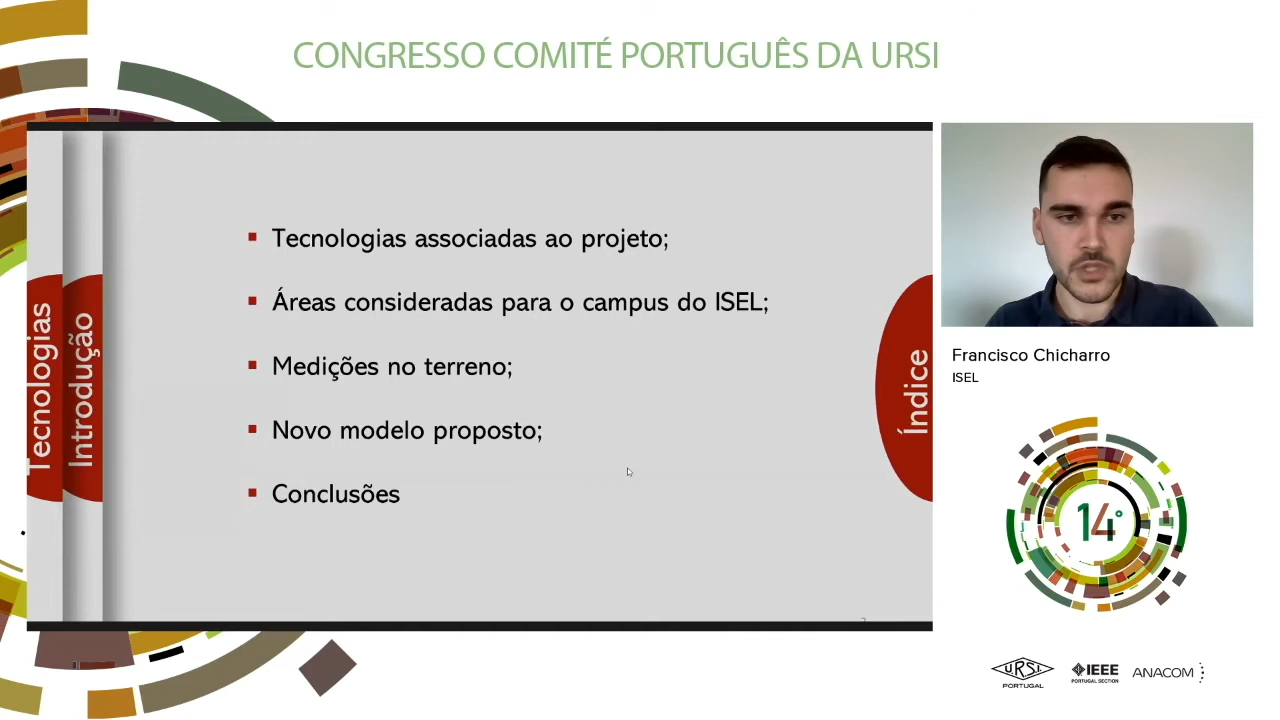 CONGRESSO COMITÉ PORTUGUÊS DA URSI
Tecnologias
Introdução
Tecnologias associadas ao projeto;
Áreas consideradas para o campus do ISEL;
Medições no terreno;
Novo modelo proposto;
Conclusões
Índice
Francisco Chicharro
ISEL
14°
URSI
PORTUGAL
IEEE
PORTUGAL SECTION
ANACOM